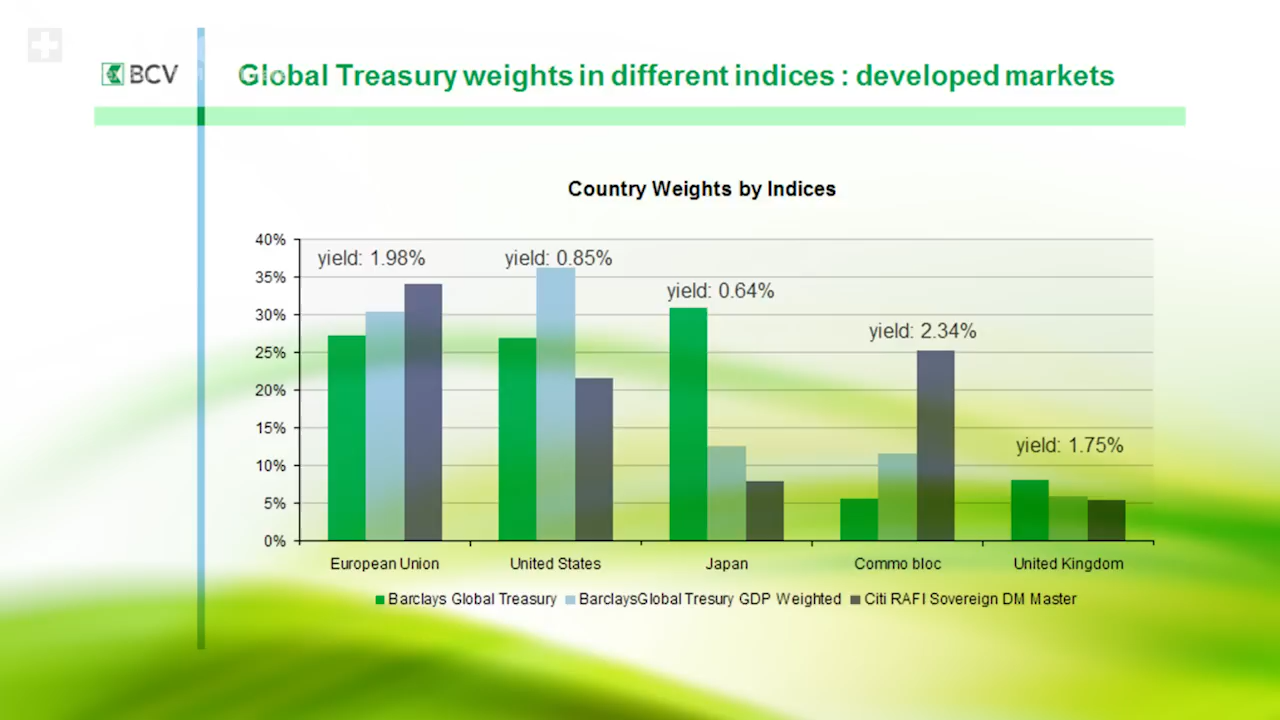 BCV
Global Treasury weights in different indices : developed markets
Country Weights by Indices
40%
35%
30%
25%
20%
15%
10%
5%
0%
yield: 1.98%
yield: 0.85%
yield: 0.64%
yield: 2.34%
yield: 1.75%
European Union
United States
Japan
Commo bloc
United Kingdom
Barclays Global Treasury
BarclaysGlobal Tresury GDP Weighted
Citi RAFI Sovereign DM Master